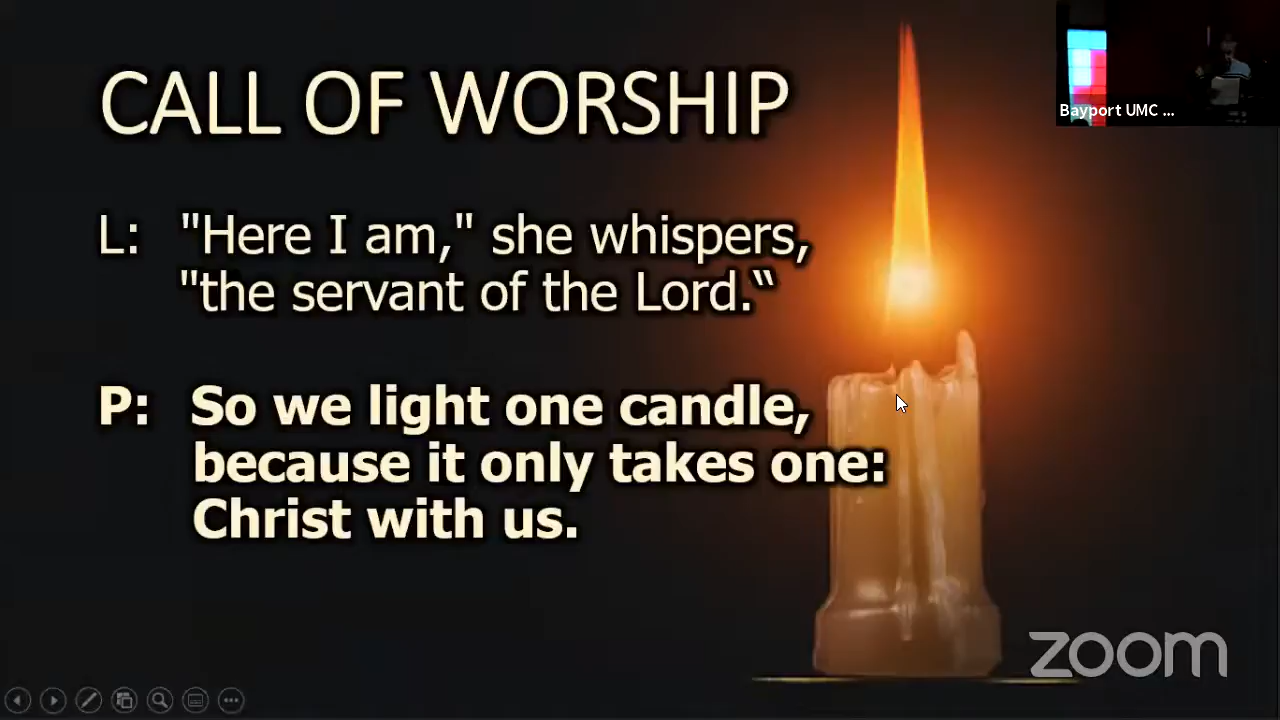 CALL OF WORSHIP
Bayport UMC ...
L: "Here I am," she whispers,
"the servant of the Lord.“
P: So we light one candle,
because it only takes one:
Christ with us.
zoom